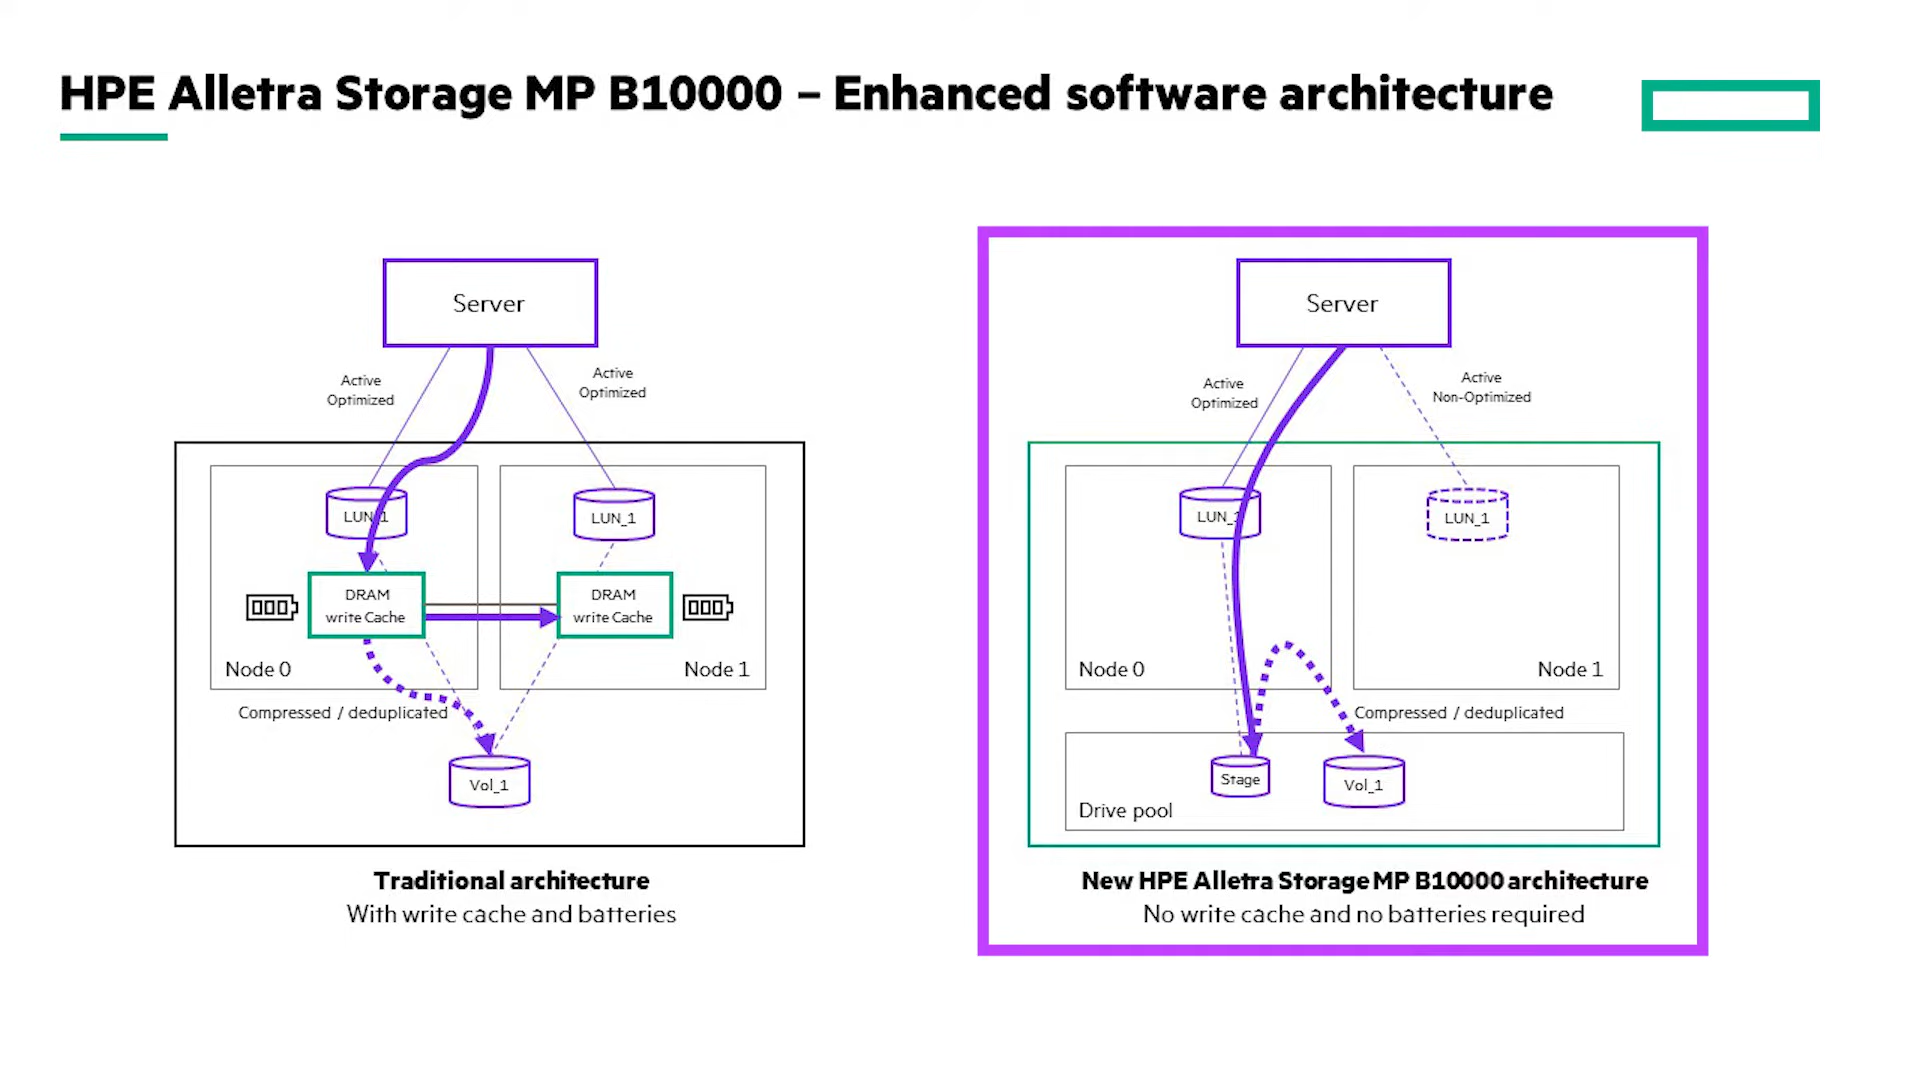 HPE Alletra Storage MP B10000 – Enhanced software architecture
Server
Active
Optimized
Active
Optimized
LUN_1
LUN_1
DRAM
write Cache
DRAM
write Cache
Node 0
Node 1
Compressed / deduplicated
Vol_1
Traditional architecture
With write cache and batteries
Server
Active
Optimized
Active
Non-Optimized
LUN_1
LUN_1
Node 0
Node 1
Compressed / deduplicated
Stage
Vol_1
Drive pool
New HPE Alletra Storage MP B10000 architecture
No write cache and no batteries required